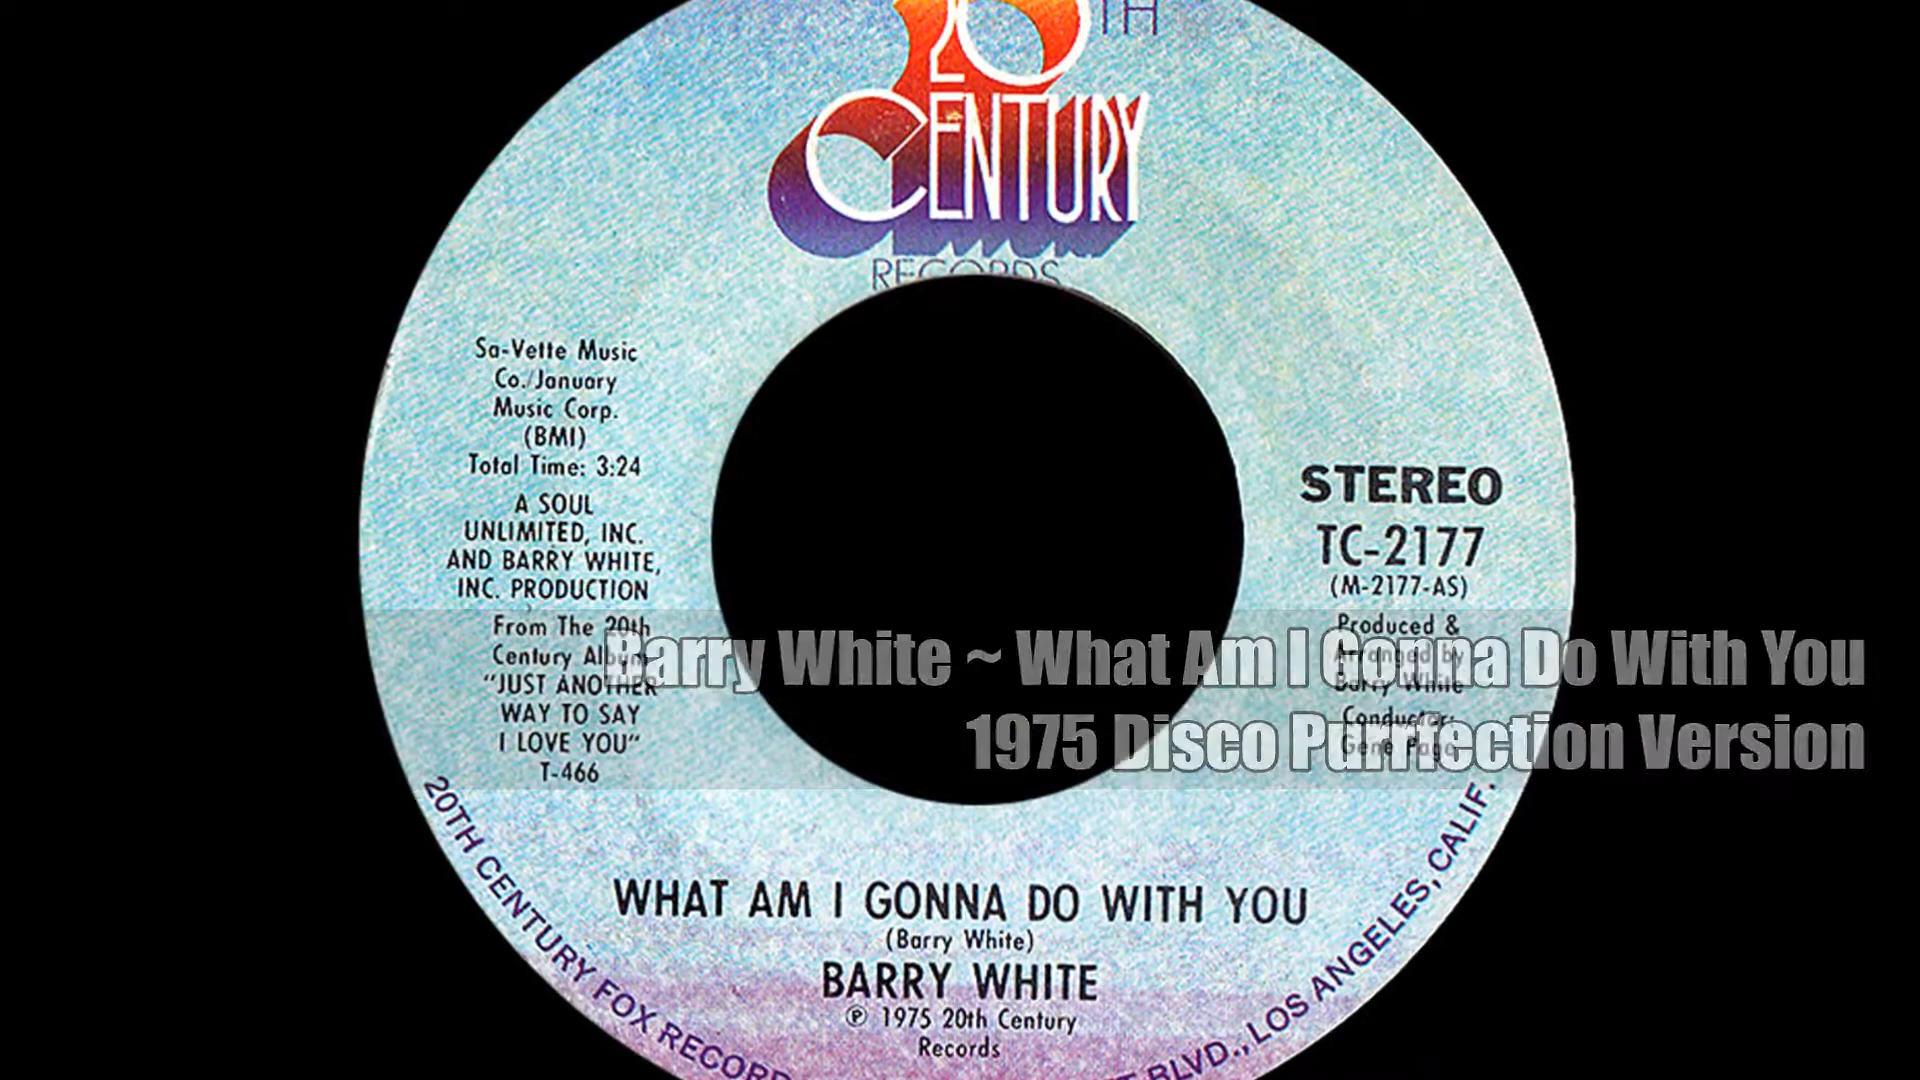 20TH
CENTURY
RECORDS
Sa-Vette Music
Co./January
Music Corp.
(BMI)
Total Time: 3:24
A SOUL
UNLIMITED, INC.
AND BARRY WHITE,
INC. PRODUCTION
From The 20th
Century Album
"JUST ANOTHER
WAY TO SAY
I LOVE YOU"
T-466
STEREO
TC-2177
(M-2177-AS)
Produced &
Arranged by
Barry White
Conductor:
Gene Page
Barry White ~ What Am I Gonna Do With You
1975 Disco Purrfection Version
WHAT AM I GONNA DO WITH YOU
(Barry White)
BARRY WHITE
℗ 1975 20th Century
Records
20TH CENTURY FOX RECORD
BLVD., LOS ANGELES, CALIF.